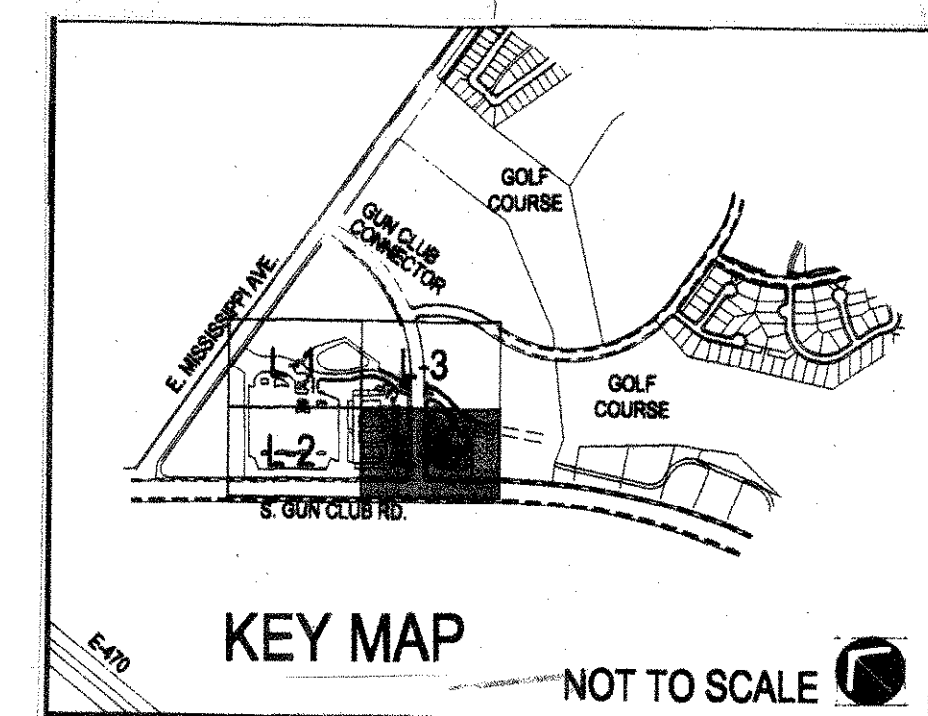 GOLF
COURSE
GUN CLUB
CONNECTOR
E. MISSISSIPPI AVE.
L-1
L-3
GOLF
COURSE
L-2
S. GUN CLUB RD.
KEY MAP
E-470
NOT TO SCALE